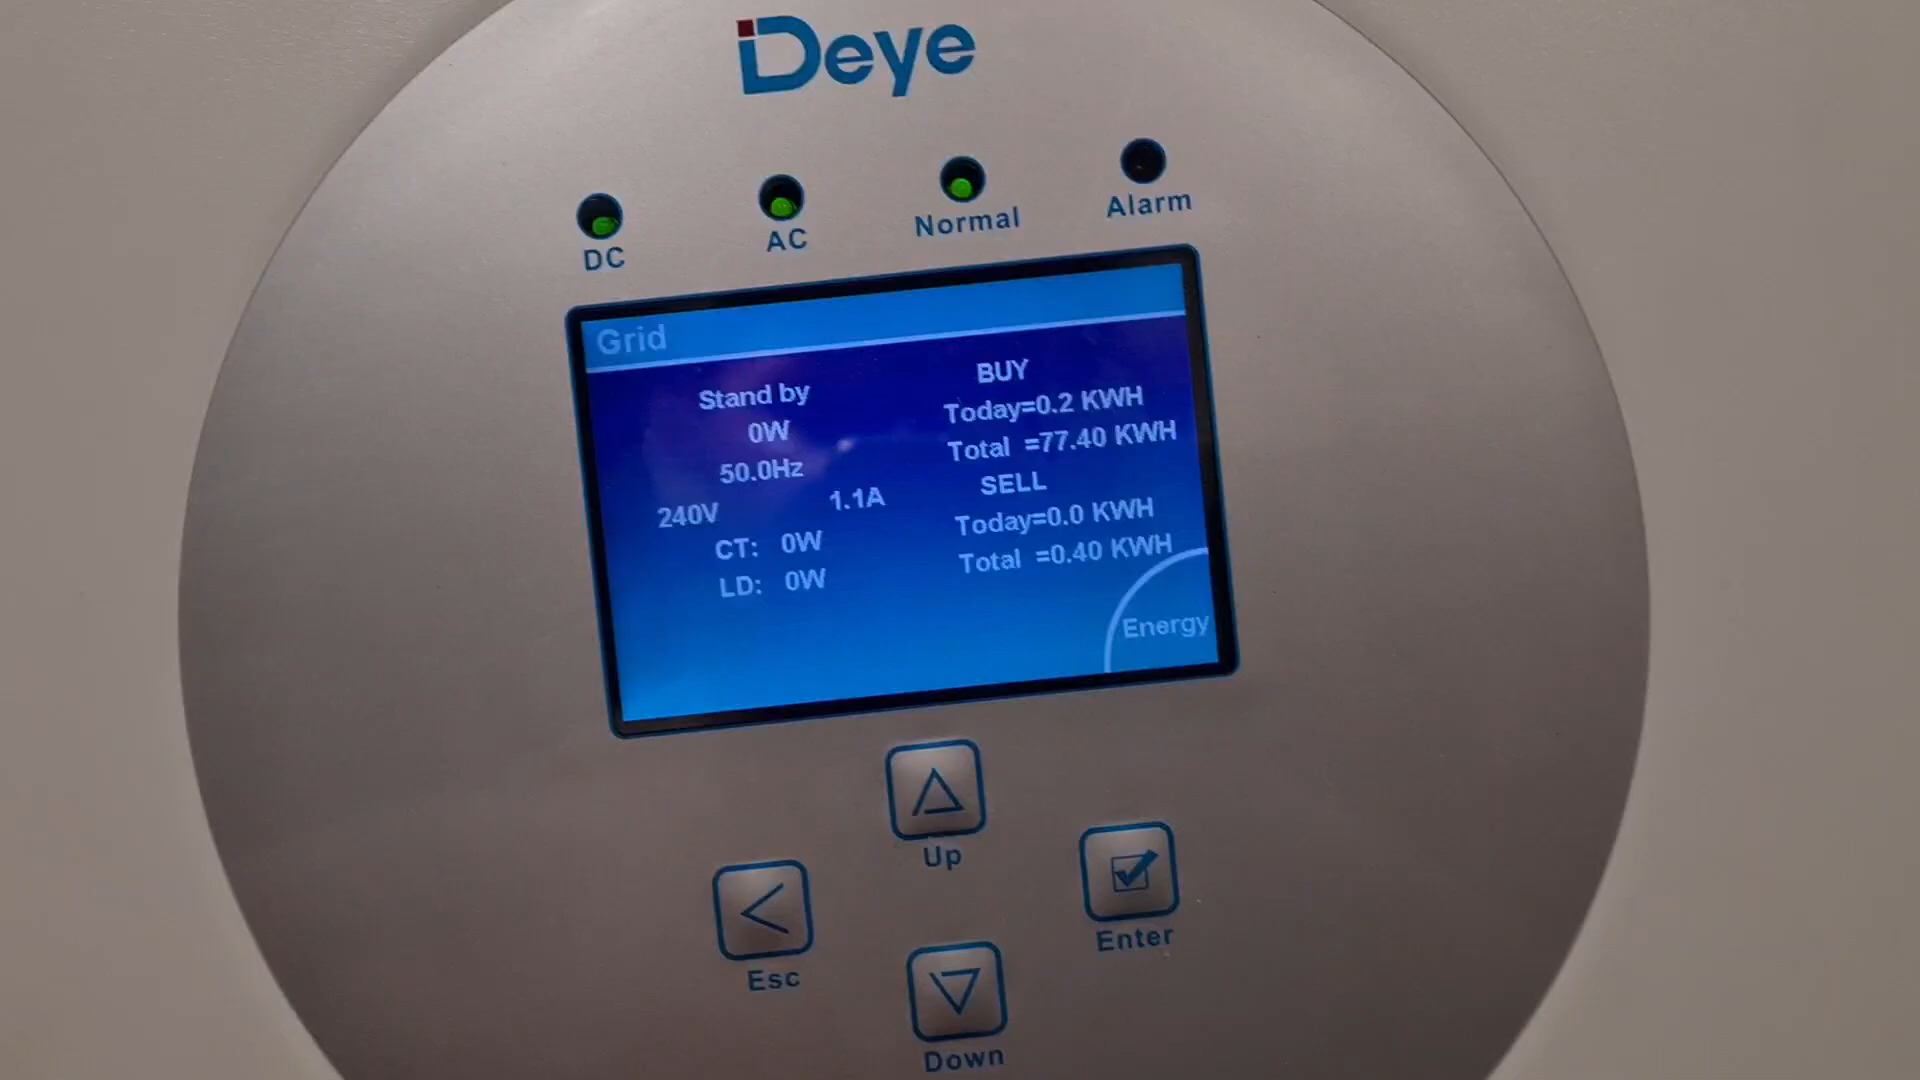 Deye
DC AC Normal Alarm
Grid
Stand by
0W
50.0Hz
240V 1.1A
CT: 0W
LD: 0W
BUY
Today=0.2 KWH
Total =77.40 KWH
SELL
Today=0.0 KWH
Total =0.40 KWH
Energy
Up
Enter
Esc
Down